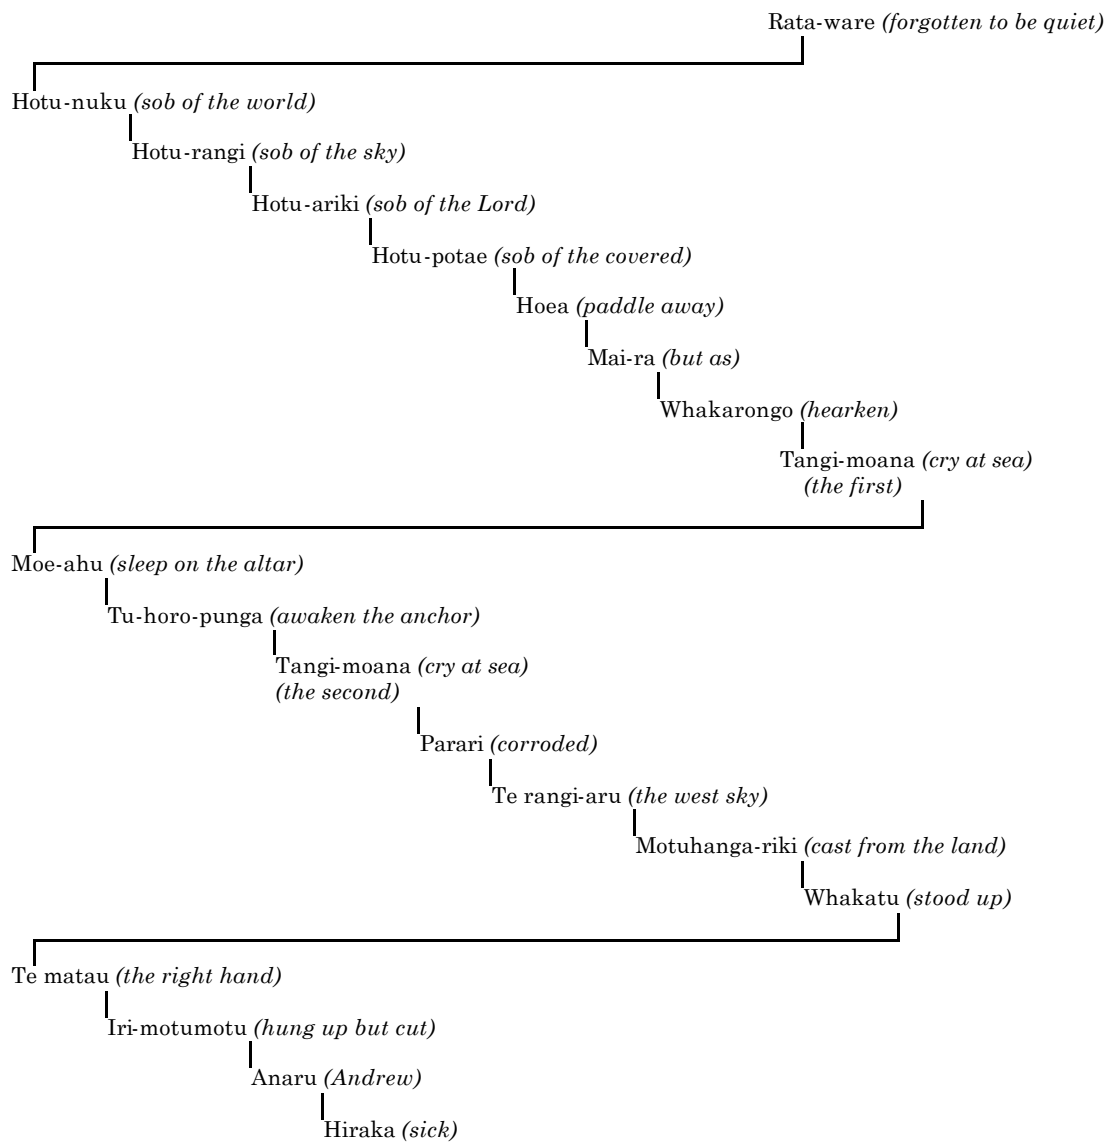 Rata-ware (forgotten to be quiet)
Hotu-nuku (sob of the world)
Hotu-rangi (sob of the sky)
Hotu-ariki (sob of the Lord)
Hotu-potae (sob of the covered)
Hoea (paddle away)
Mai-ra (but as)
Whakarongo (hearken)
Tangi-moana (cry at sea)
(the first)
Moe-ahu (sleep on the altar)
Tu-horo-punga (awaken the anchor)
Tangi-moana (cry at sea)
(the second)
Parari (corroded)
Te rangi-aru (the west sky)
Motuhanga-riki (cast from the land)
Whakatu (stood up)
Te matau (the right hand)
Iri-motumotu (hung up but cut)
Anaru (Andrew)
Hiraka (sick)